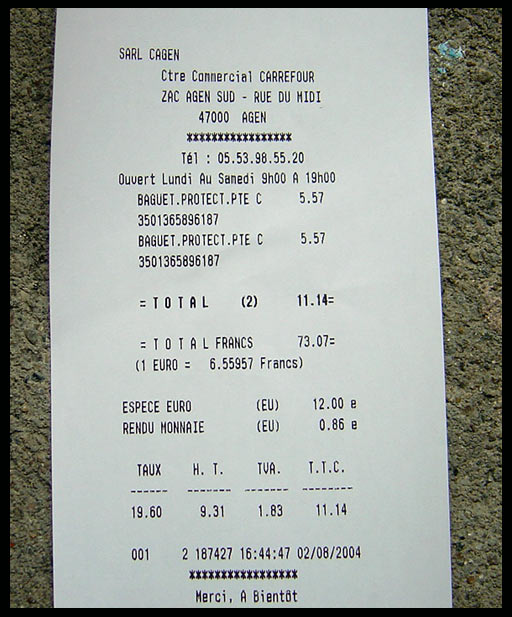 SARL CAGEN
Ctre Commercial CARREFOUR
ZAC AGEN SUD - RUE DU MIDI
47000 AGEN
*****************
Tél : 05.53.98.55.20
Ouvert Lundi Au Samedi 9h00 A 19h00
BAGUET.PROTECT.PTE C 5.57
3501365896187
BAGUET.PROTECT.PTE C 5.57
3501365896187
= T O T A L (2) 11.14=
= T O T A L FRANCS 73.07=
(1 EURO = 6.55957 Francs)
ESPECE EURO (EU) 12.00 e
RENDU MONNAIE (EU) 0.86 e
TAUX H. T. TVA. T.T.C.
------ ------- ------- --------
19.60 9.31 1.83 11.14
001 2 187427 16:44:47 02/08/2004
*****************
Merci, A Bientôt